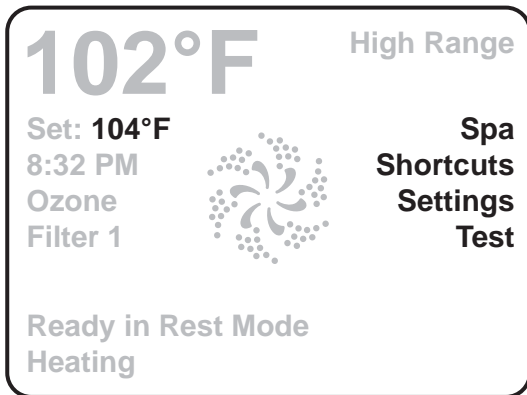 102°F
High Range
Set: 104°F
8:32 PM
Ozone
Filter 1
Spa
Shortcuts
Settings
Test
Ready in Rest Mode
Heating